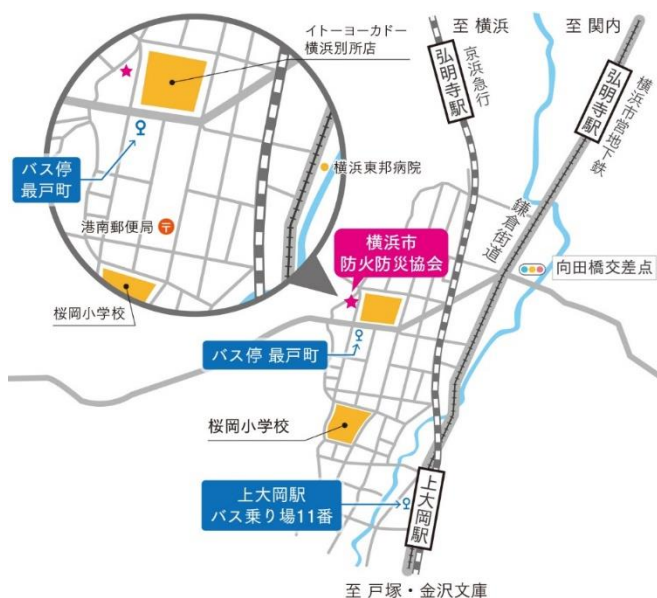 イトーヨーカドー
横浜別所店
バス停
最戸町
港南郵便局
〒
桜岡小学校
横浜東邦病院
至 横浜
至 関内
弘明寺駅
京浜急行
弘明寺駅
横浜市営地下鉄
鎌倉街道
向田橋交差点
横浜市
防火防災協会
バス停 最戸町
桜岡小学校
上大岡駅
バス乗り場11番
上大岡駅
至 戸塚・金沢文庫